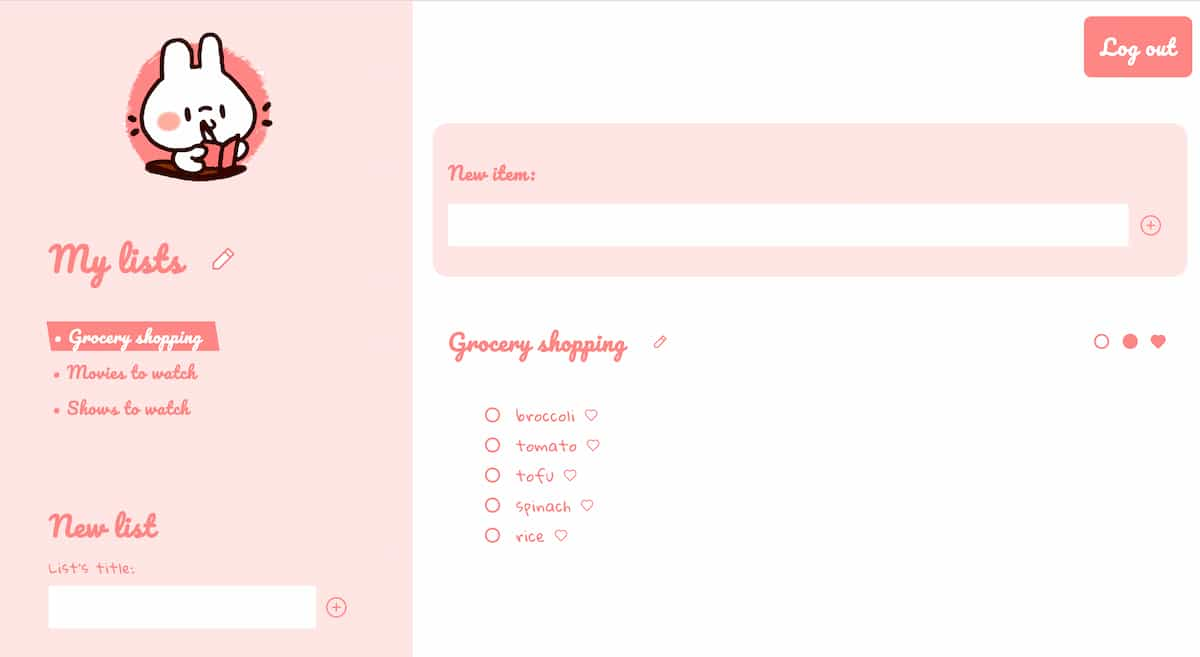 My lists
Grocery shopping
Movies to watch
Shows to watch
New list
List's title:
Log out
New item:
Grocery shopping
broccoli
tomato
tofu
spinach
rice